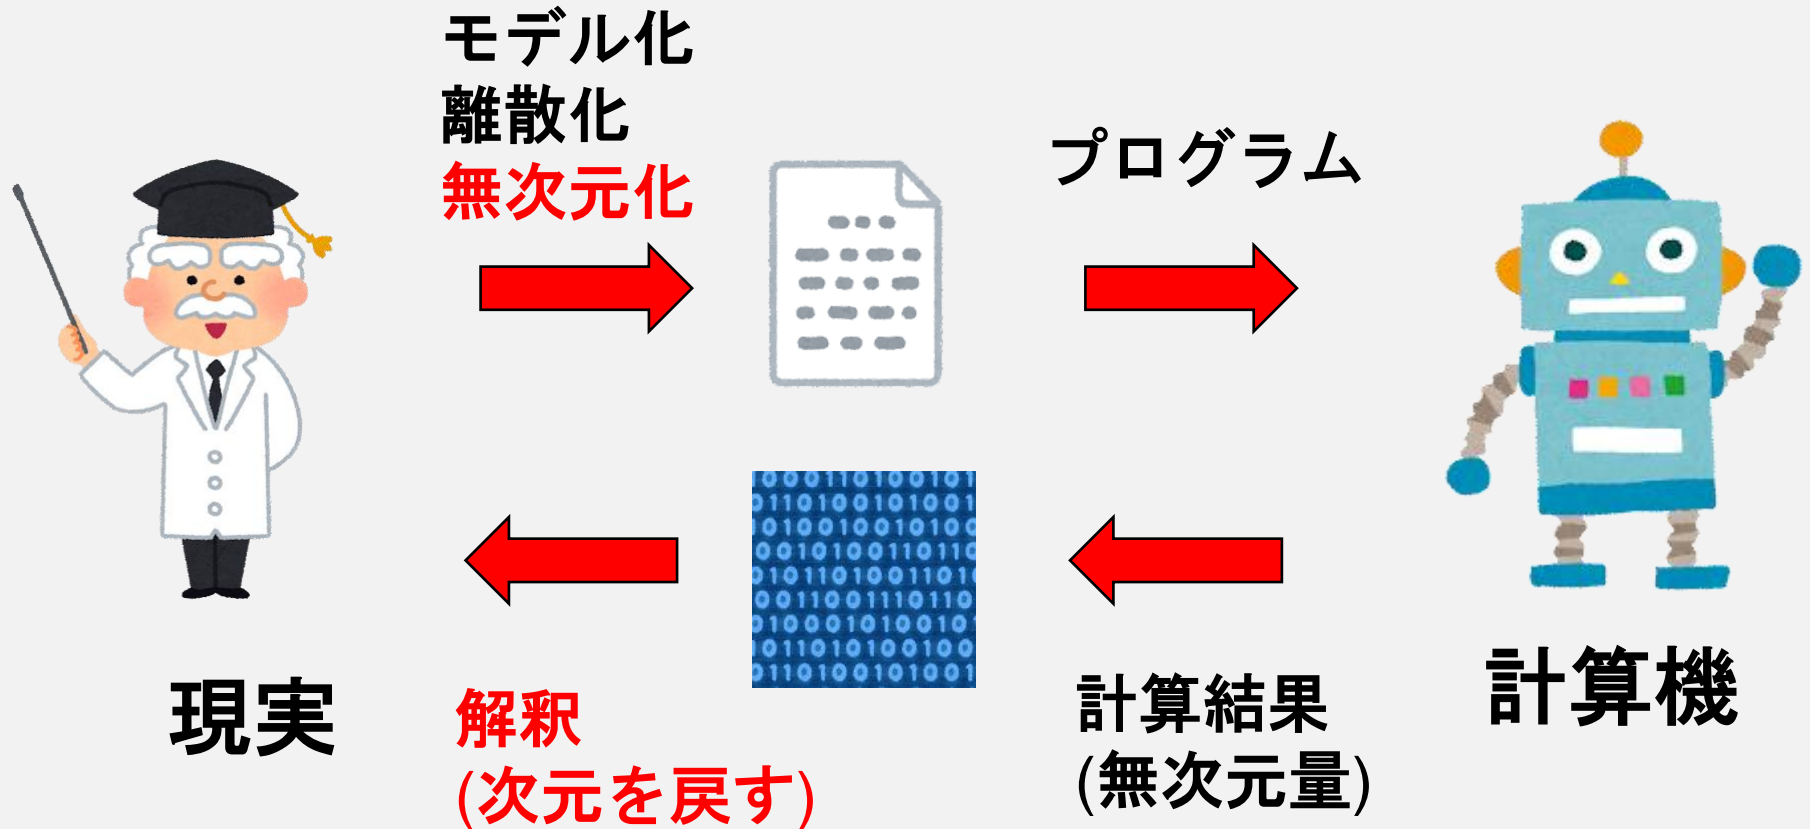 モデル化
離散化
無次元化
プログラム
現実
解釈
(次元を戻す)
計算結果
(無次元量)
計算機